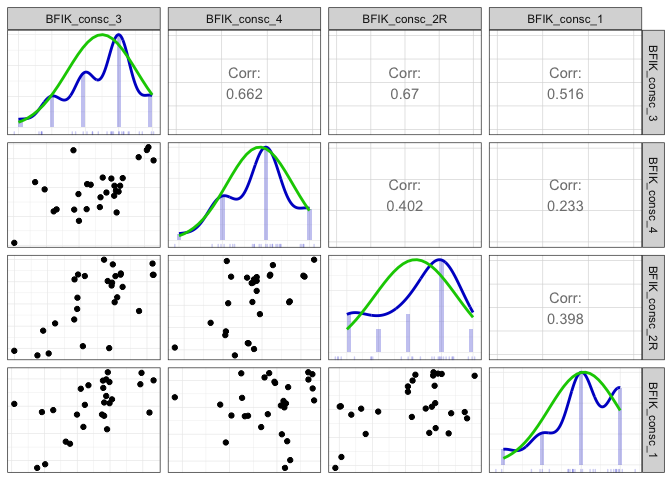 BFIK_consc_3
BFIK_consc_4
BFIK_consc_2R
BFIK_consc_1
Corr:
0.662
Corr:
0.67
Corr:
0.516
BFIK_consc_3
Corr:
0.402
Corr:
0.233
BFIK_consc_4
Corr:
0.398
BFIK_consc_2R
BFIK_consc_1